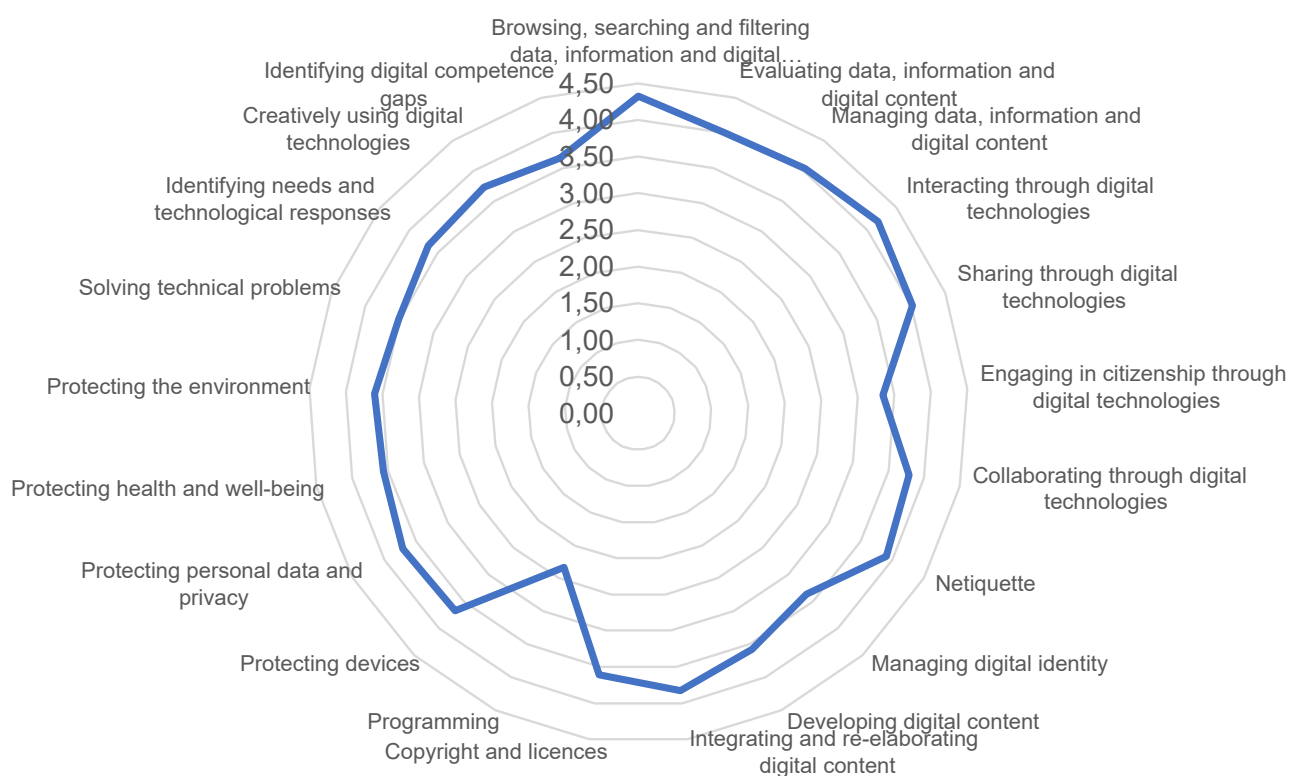 Browsing, searching and filtering
data, information and digital…
Evaluating data, information and
digital content
Managing data, information and
digital content
Interacting through digital
technologies
Sharing through digital
technologies
Engaging in citizenship through
digital technologies
Collaborating through digital
technologies
Netiquette
Managing digital identity
Developing digital content
Integrating and re-elaborating
digital content
Copyright and licences
Programming
Protecting devices
Protecting personal data and
privacy
Protecting health and well-being
Protecting the environment
Solving technical problems
Identifying needs and
technological responses
Creatively using digital
technologies
Identifying digital competence
gaps
4,50
4,00
3,50
3,00
2,50
2,00
1,50
1,00
0,50
0,00